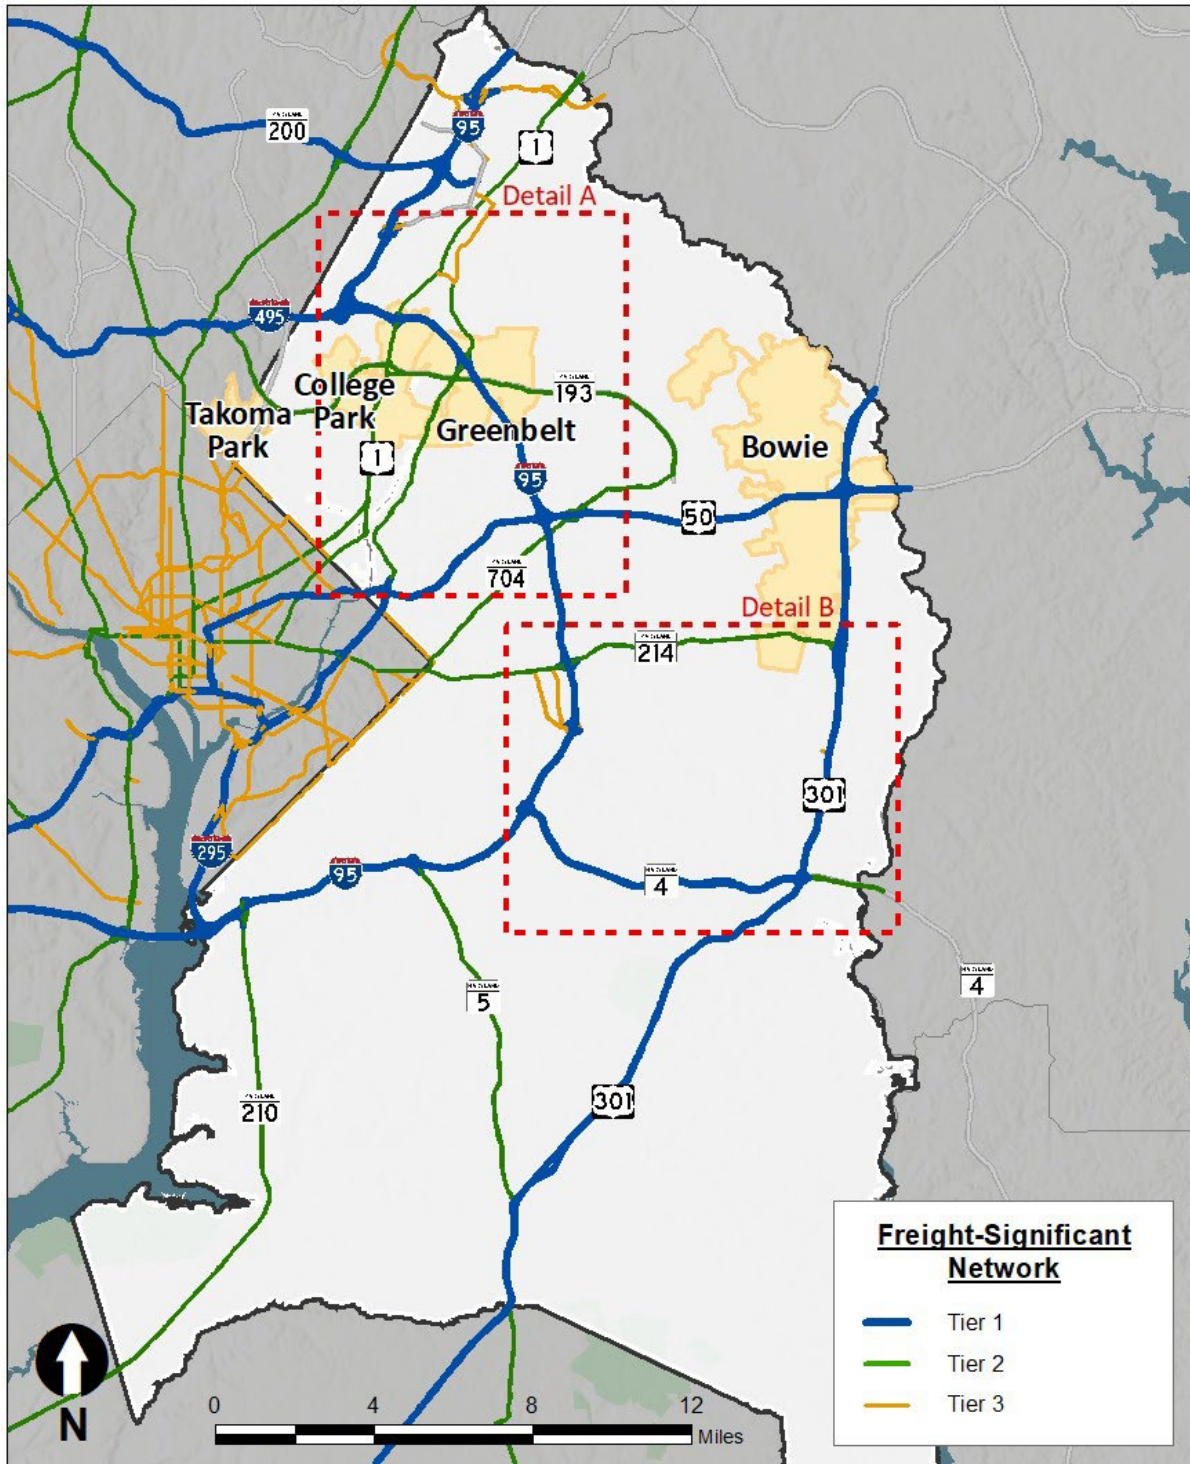 200
95
1
Detail A
495
193
College
Park
Takoma
Park
Greenbelt
Bowie
1
95
50
704
Detail B
214
301
295
95
4
4
5
301
210
Freight-Significant
Network
Tier 1
Tier 2
Tier 3
N
0 4 8 12
Miles